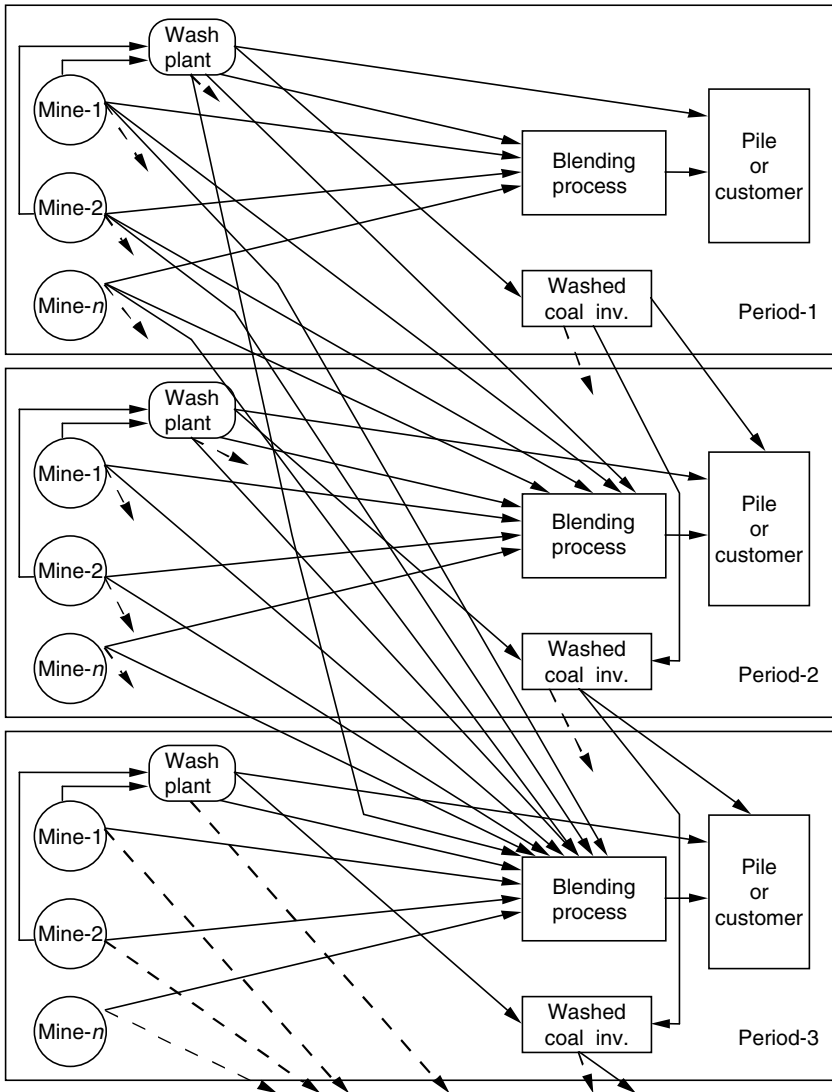 Wash
plant
Mine-1
Mine-2
Mine-n
Blending
process
Pile
or
customer
Washed
coal inv.
Period-1
Wash
plant
Mine-1
Mine-2
Mine-n
Blending
process
Pile
or
customer
Washed
coal inv.
Period-2
Wash
plant
Mine-1
Mine-2
Mine-n
Blending
process
Pile
or
customer
Washed
coal inv.
Period-3